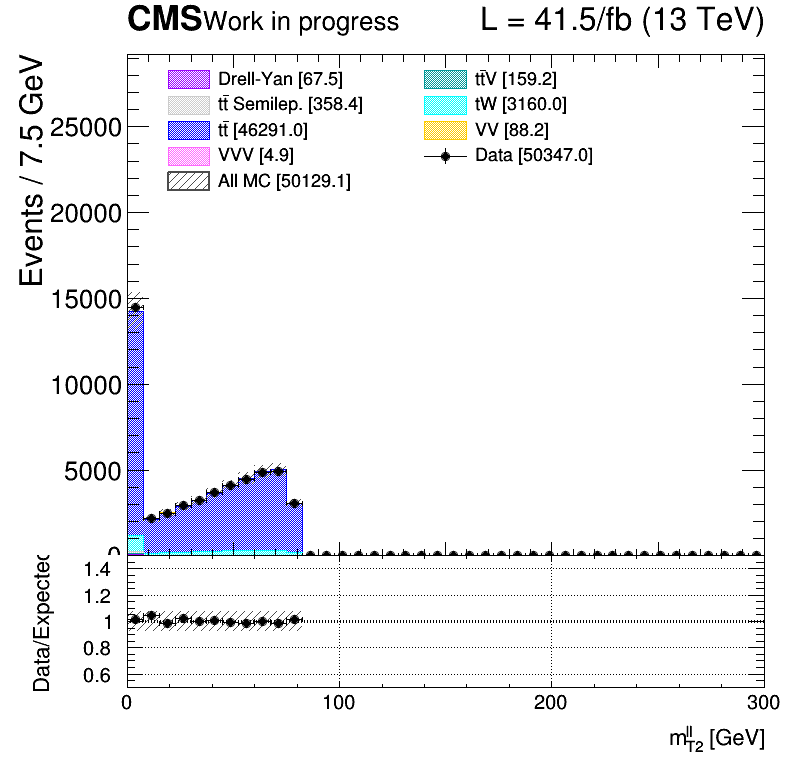 CMS Work in progress L = 41.5/fb (13 TeV)
Drell-Yan [67.5] tt̄V [159.2]
tt̄ Semilep. [358.4] tW [3160.0]
tt̄ [46291.0] VV [88.2]
VVV [4.9] Data [50347.0]
All MC [50129.1]
Events / 7.5 GeV
25000
20000
15000
10000
5000
0
Data/Expected
1.4
1.2
1
0.8
0.6
0 100 200 300
m^{ll}_{T2} [GeV]